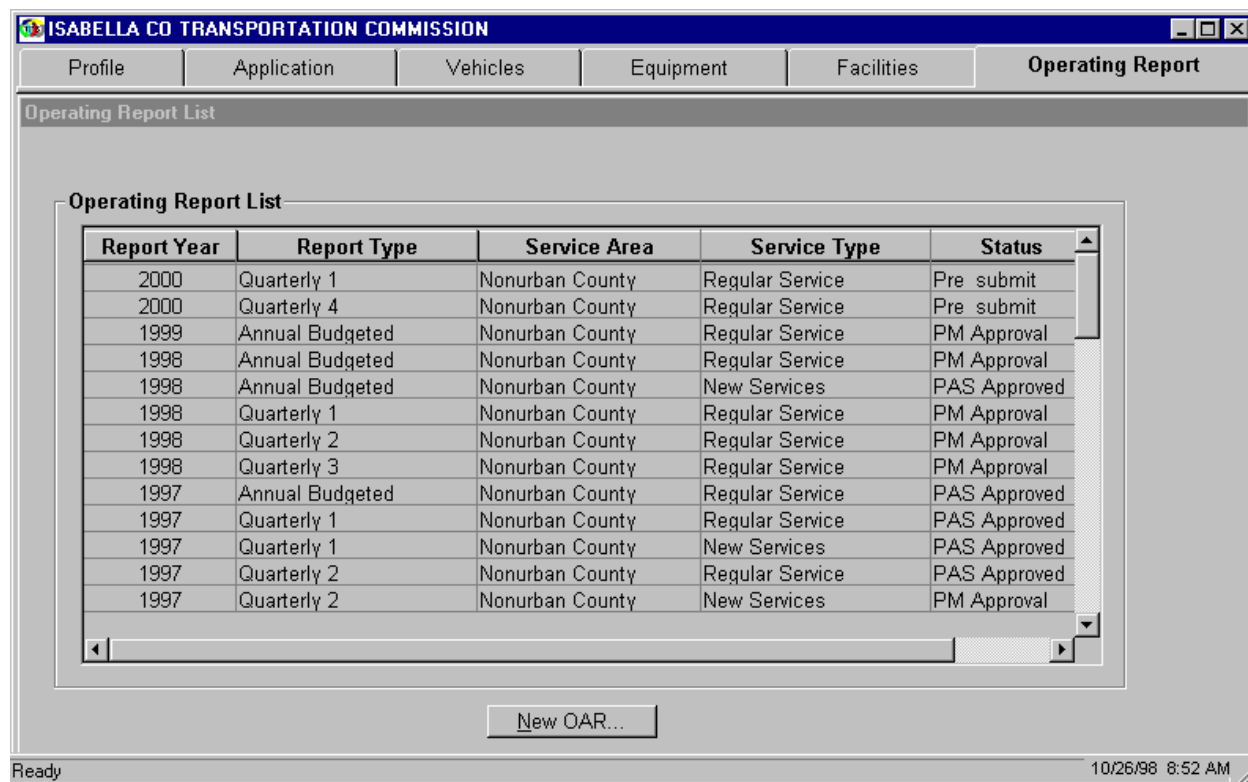 ISABELLA CO TRANSPORTATION COMMISSION
Profile Application Vehicles Equipment Facilities Operating Report
Operating Report List
Operating Report List
Report Year Report Type Service Area Service Type Status
2000 Quarterly 1 Nonurban County Regular Service Pre submit
2000 Quarterly 4 Nonurban County Regular Service Pre submit
1999 Annual Budgeted Nonurban County Regular Service PM Approval
1998 Annual Budgeted Nonurban County Regular Service PM Approval
1998 Annual Budgeted Nonurban County New Services PAS Approved
1998 Quarterly 1 Nonurban County Regular Service PM Approval
1998 Quarterly 2 Nonurban County Regular Service PM Approval
1998 Quarterly 3 Nonurban County Regular Service PM Approval
1997 Annual Budgeted Nonurban County Regular Service PAS Approved
1997 Quarterly 1 Nonurban County Regular Service PAS Approved
1997 Quarterly 1 Nonurban County New Services PAS Approved
1997 Quarterly 2 Nonurban County Regular Service PAS Approved
1997 Quarterly 2 Nonurban County New Services PM Approval
New OAR...
Ready 10/26/98 8:52 AM